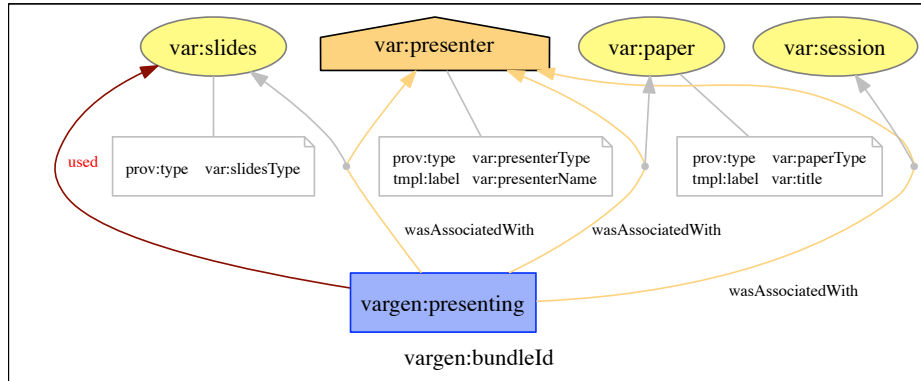 var:slides
var:presenter
var:paper
var:session
used
prov:type var:slidesType
prov:type var:presenterType
tmpl:label var:presenterName
prov:type var:paperType
tmpl:label var:title
wasAssociatedWith
wasAssociatedWith
wasAssociatedWith
vargen:presenting
vargen:bundleId